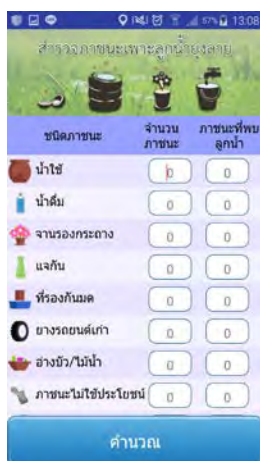 57% 13:08
สำรวจภาชนะเพาะลูกน้ำยุงลาย
ชนิดภาชนะ จำนวน ภาชนะที่พบ
ภาชนะ ลูกน้ำ
น้ำใช้ 0 0
น้ำดื่ม 0 0
จานรองกระถาง 0 0
แจกัน 0 0
ที่รองกันมด 0 0
ยางรถยนต์เก่า 0 0
อ่างบัว/ไม้น้ำ 0 0
ภาชนะไม่ใช้ประโยชน์ 0 0
คำนวณ